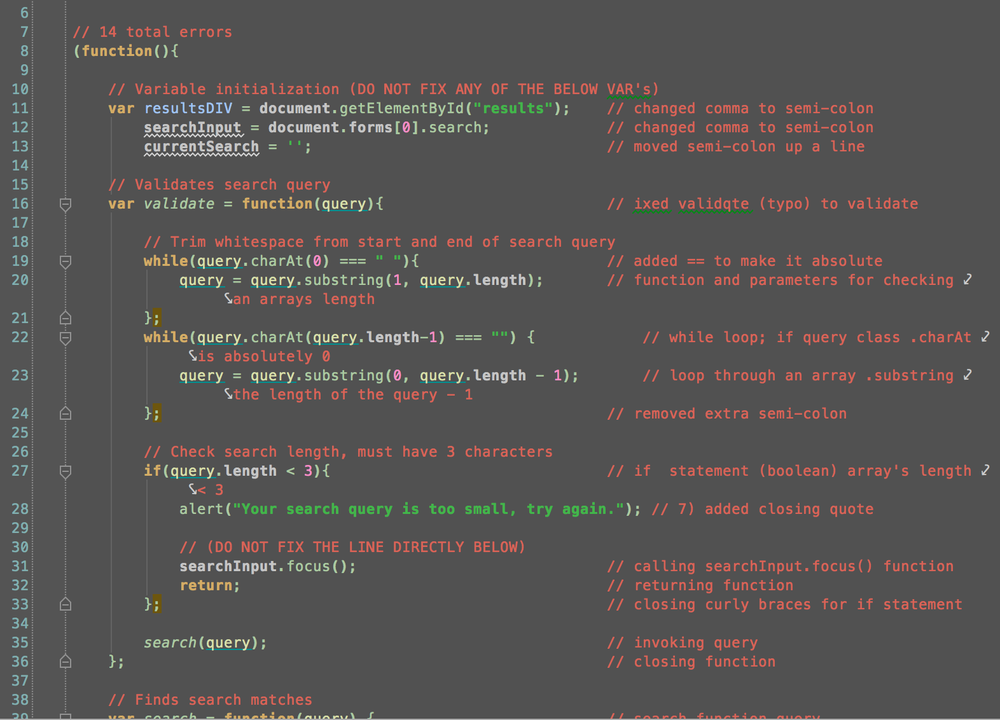 6
7 // 14 total errors
8 (function(){
9
10 // Variable initialization (DO NOT FIX ANY OF THE BELOW VAR's)
11 var resultsDIV = document.getElementById("results"); // changed comma to semi-colon
12 searchInput = document.forms[0].search; // changed comma to semi-colon
13 currentSearch = ''; // moved semi-colon up a line
14
15 // Validates search query
16 var validate = function(query){ // ixed validqte (typo) to validate
17
18 // Trim whitespace from start and end of search query
19 while(query.charAt(0) === " "){ // added == to make it absolute
20 query = query.substring(1, query.length); // function and parameters for checking
an arrays length
21 };
22 while(query.charAt(query.length-1) === "") { // while loop; if query class .charAt
is absolutely 0
23 query = query.substring(0, query.length - 1); // loop through an array .substring
the length of the query - 1
24 }; // removed extra semi-colon
25
26 // Check search length, must have 3 characters
27 if(query.length < 3){ // if  statement (boolean) array's length
< 3
28 alert("Your search query is too small, try again."); // 7) added closing quote
29
30 // (DO NOT FIX THE LINE DIRECTLY BELOW)
31 searchInput.focus(); // calling searchInput.focus() function
32 return; // returning function
33 }; // closing curly braces for if statement
34
35 search(query); // invoking query
36 }; // closing function
37
38 // Finds search matches
39 var search = function(query) { // search function query